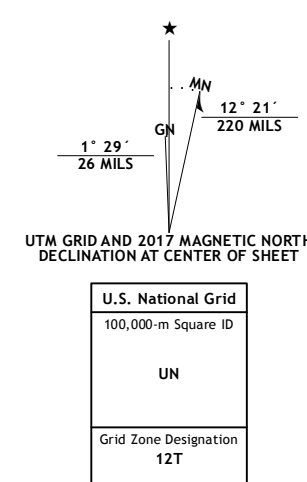 ★
MN
GN
12° 21´
220 MILS
1° 29´
26 MILS
UTM GRID AND 2017 MAGNETIC NORTH
DECLINATION AT CENTER OF SHEET
U.S. National Grid
100,000-m Square ID
UN
Grid Zone Designation
12T